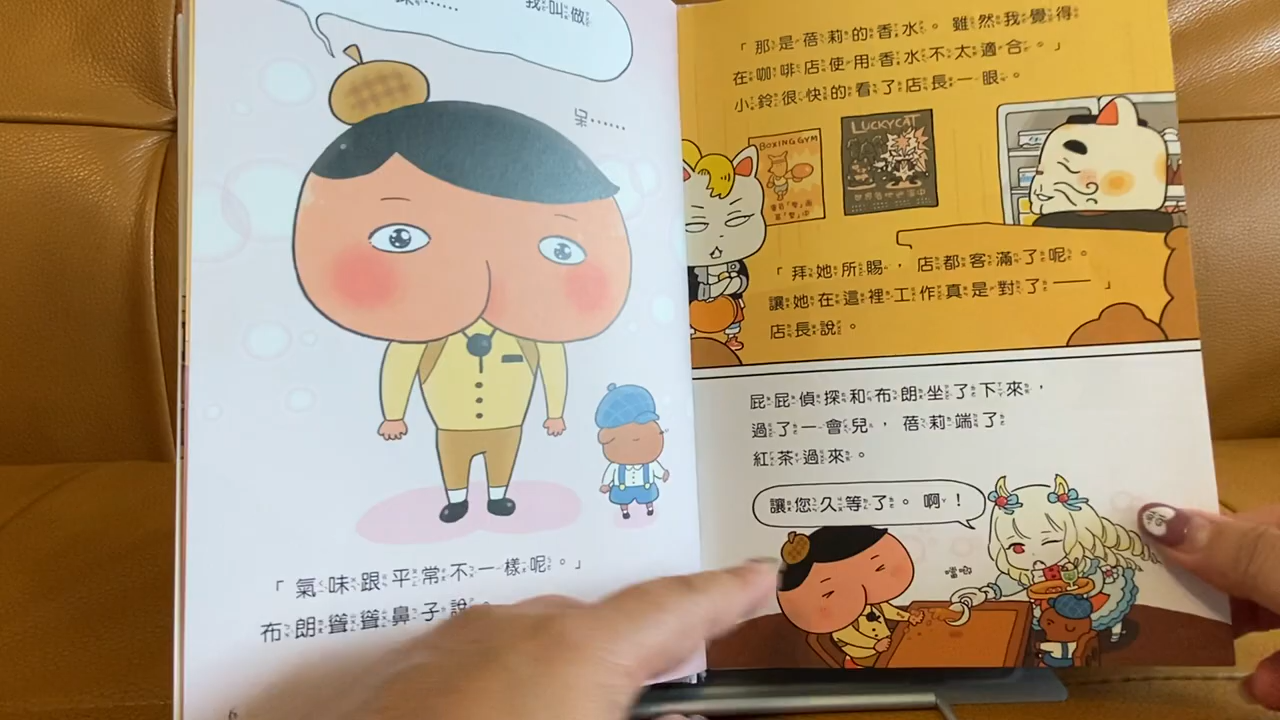 我叫做
呆⋯⋯
「氣味跟平常不一樣呢。」
布朗聳聳鼻子說。
「那是蓓莉的香水。雖然我覺得
在咖啡店使用香水不太適合。」
小鈴很快的看了店長一眼。
BOXING GYM
LUCKYCAT
「拜她所賜，店都客滿了呢。
讓她在這裡工作真是對了——」
店長說。
屁屁偵探和布朗坐了下來，
過了一會兒，蓓莉端了
紅茶過來。
讓您久等了。啊！